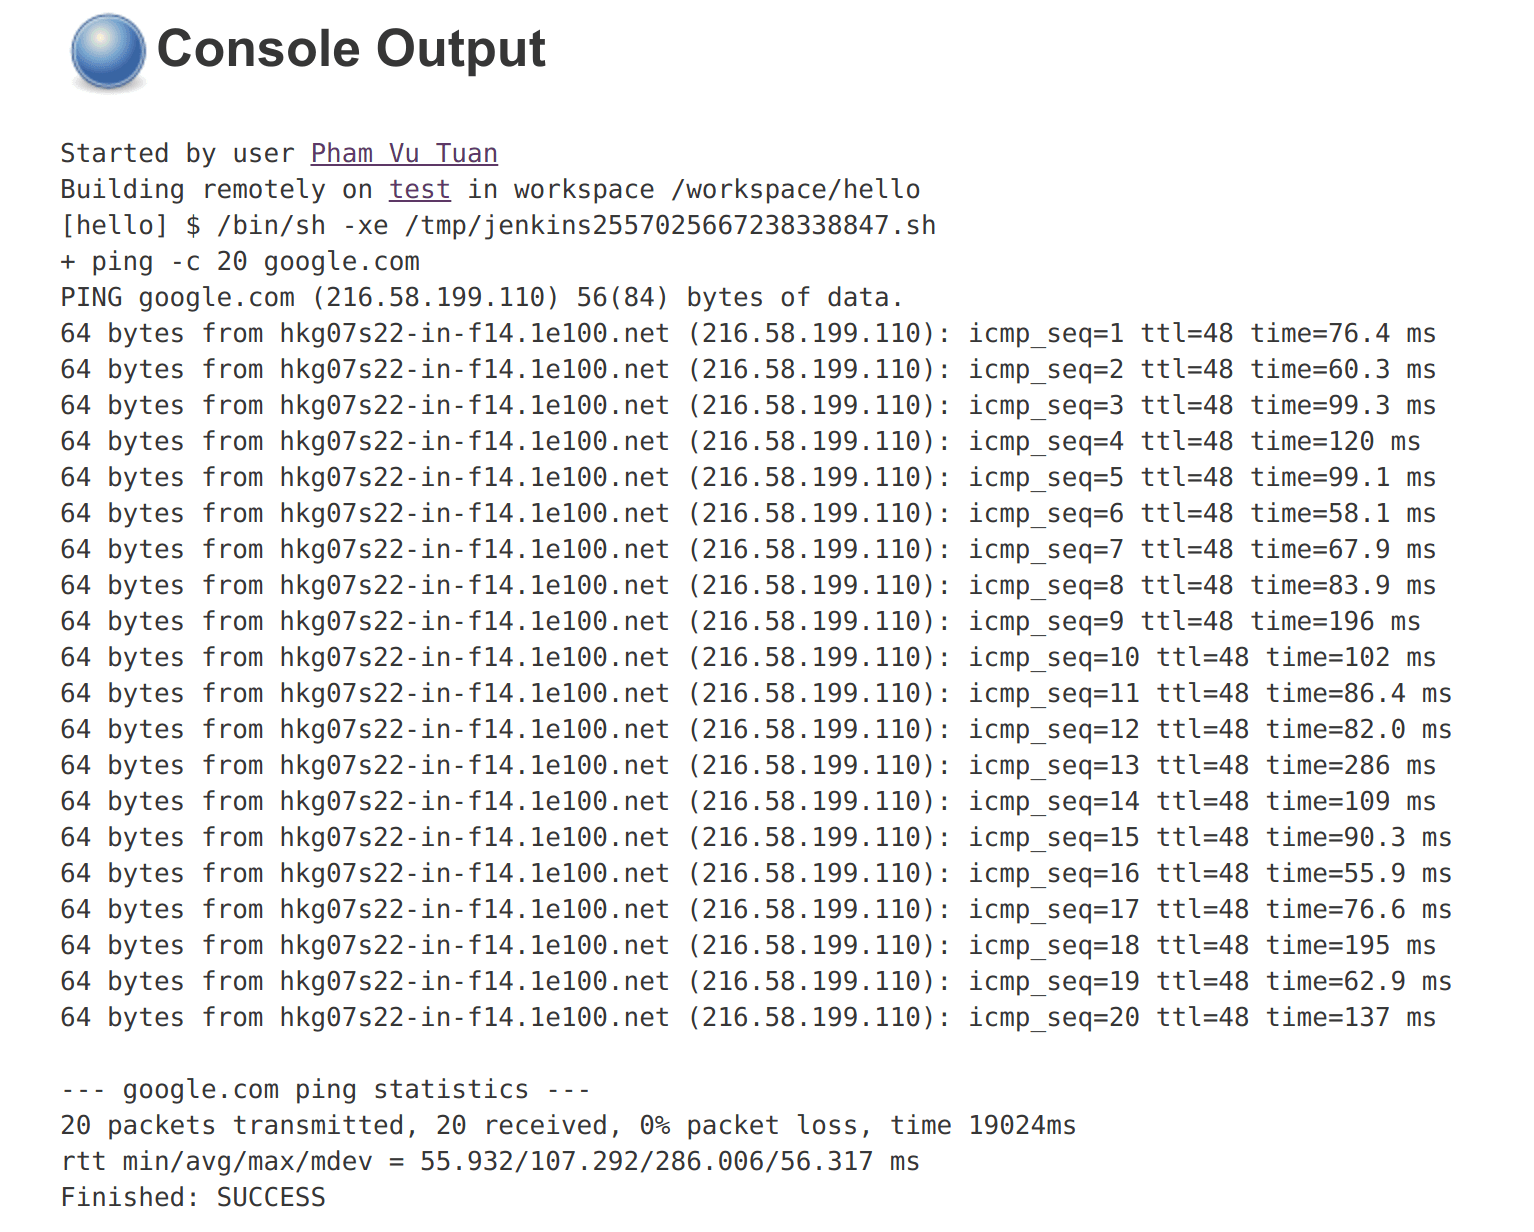 Console Output
Started by user Pham Vu Tuan
Building remotely on test in workspace /workspace/hello
[hello] $ /bin/sh -xe /tmp/jenkins2557025667238338847.sh
+ ping -c 20 google.com
PING google.com (216.58.199.110) 56(84) bytes of data.
64 bytes from hkg07s22-in-f14.1e100.net (216.58.199.110): icmp_seq=1 ttl=48 time=76.4 ms
64 bytes from hkg07s22-in-f14.1e100.net (216.58.199.110): icmp_seq=2 ttl=48 time=60.3 ms
64 bytes from hkg07s22-in-f14.1e100.net (216.58.199.110): icmp_seq=3 ttl=48 time=99.3 ms
64 bytes from hkg07s22-in-f14.1e100.net (216.58.199.110): icmp_seq=4 ttl=48 time=120 ms
64 bytes from hkg07s22-in-f14.1e100.net (216.58.199.110): icmp_seq=5 ttl=48 time=99.1 ms
64 bytes from hkg07s22-in-f14.1e100.net (216.58.199.110): icmp_seq=6 ttl=48 time=58.1 ms
64 bytes from hkg07s22-in-f14.1e100.net (216.58.199.110): icmp_seq=7 ttl=48 time=67.9 ms
64 bytes from hkg07s22-in-f14.1e100.net (216.58.199.110): icmp_seq=8 ttl=48 time=83.9 ms
64 bytes from hkg07s22-in-f14.1e100.net (216.58.199.110): icmp_seq=9 ttl=48 time=196 ms
64 bytes from hkg07s22-in-f14.1e100.net (216.58.199.110): icmp_seq=10 ttl=48 time=102 ms
64 bytes from hkg07s22-in-f14.1e100.net (216.58.199.110): icmp_seq=11 ttl=48 time=86.4 ms
64 bytes from hkg07s22-in-f14.1e100.net (216.58.199.110): icmp_seq=12 ttl=48 time=82.0 ms
64 bytes from hkg07s22-in-f14.1e100.net (216.58.199.110): icmp_seq=13 ttl=48 time=286 ms
64 bytes from hkg07s22-in-f14.1e100.net (216.58.199.110): icmp_seq=14 ttl=48 time=109 ms
64 bytes from hkg07s22-in-f14.1e100.net (216.58.199.110): icmp_seq=15 ttl=48 time=90.3 ms
64 bytes from hkg07s22-in-f14.1e100.net (216.58.199.110): icmp_seq=16 ttl=48 time=55.9 ms
64 bytes from hkg07s22-in-f14.1e100.net (216.58.199.110): icmp_seq=17 ttl=48 time=76.6 ms
64 bytes from hkg07s22-in-f14.1e100.net (216.58.199.110): icmp_seq=18 ttl=48 time=195 ms
64 bytes from hkg07s22-in-f14.1e100.net (216.58.199.110): icmp_seq=19 ttl=48 time=62.9 ms
64 bytes from hkg07s22-in-f14.1e100.net (216.58.199.110): icmp_seq=20 ttl=48 time=137 ms
--- google.com ping statistics ---
20 packets transmitted, 20 received, 0% packet loss, time 19024ms
rtt min/avg/max/mdev = 55.932/107.292/286.006/56.317 ms
Finished: SUCCESS